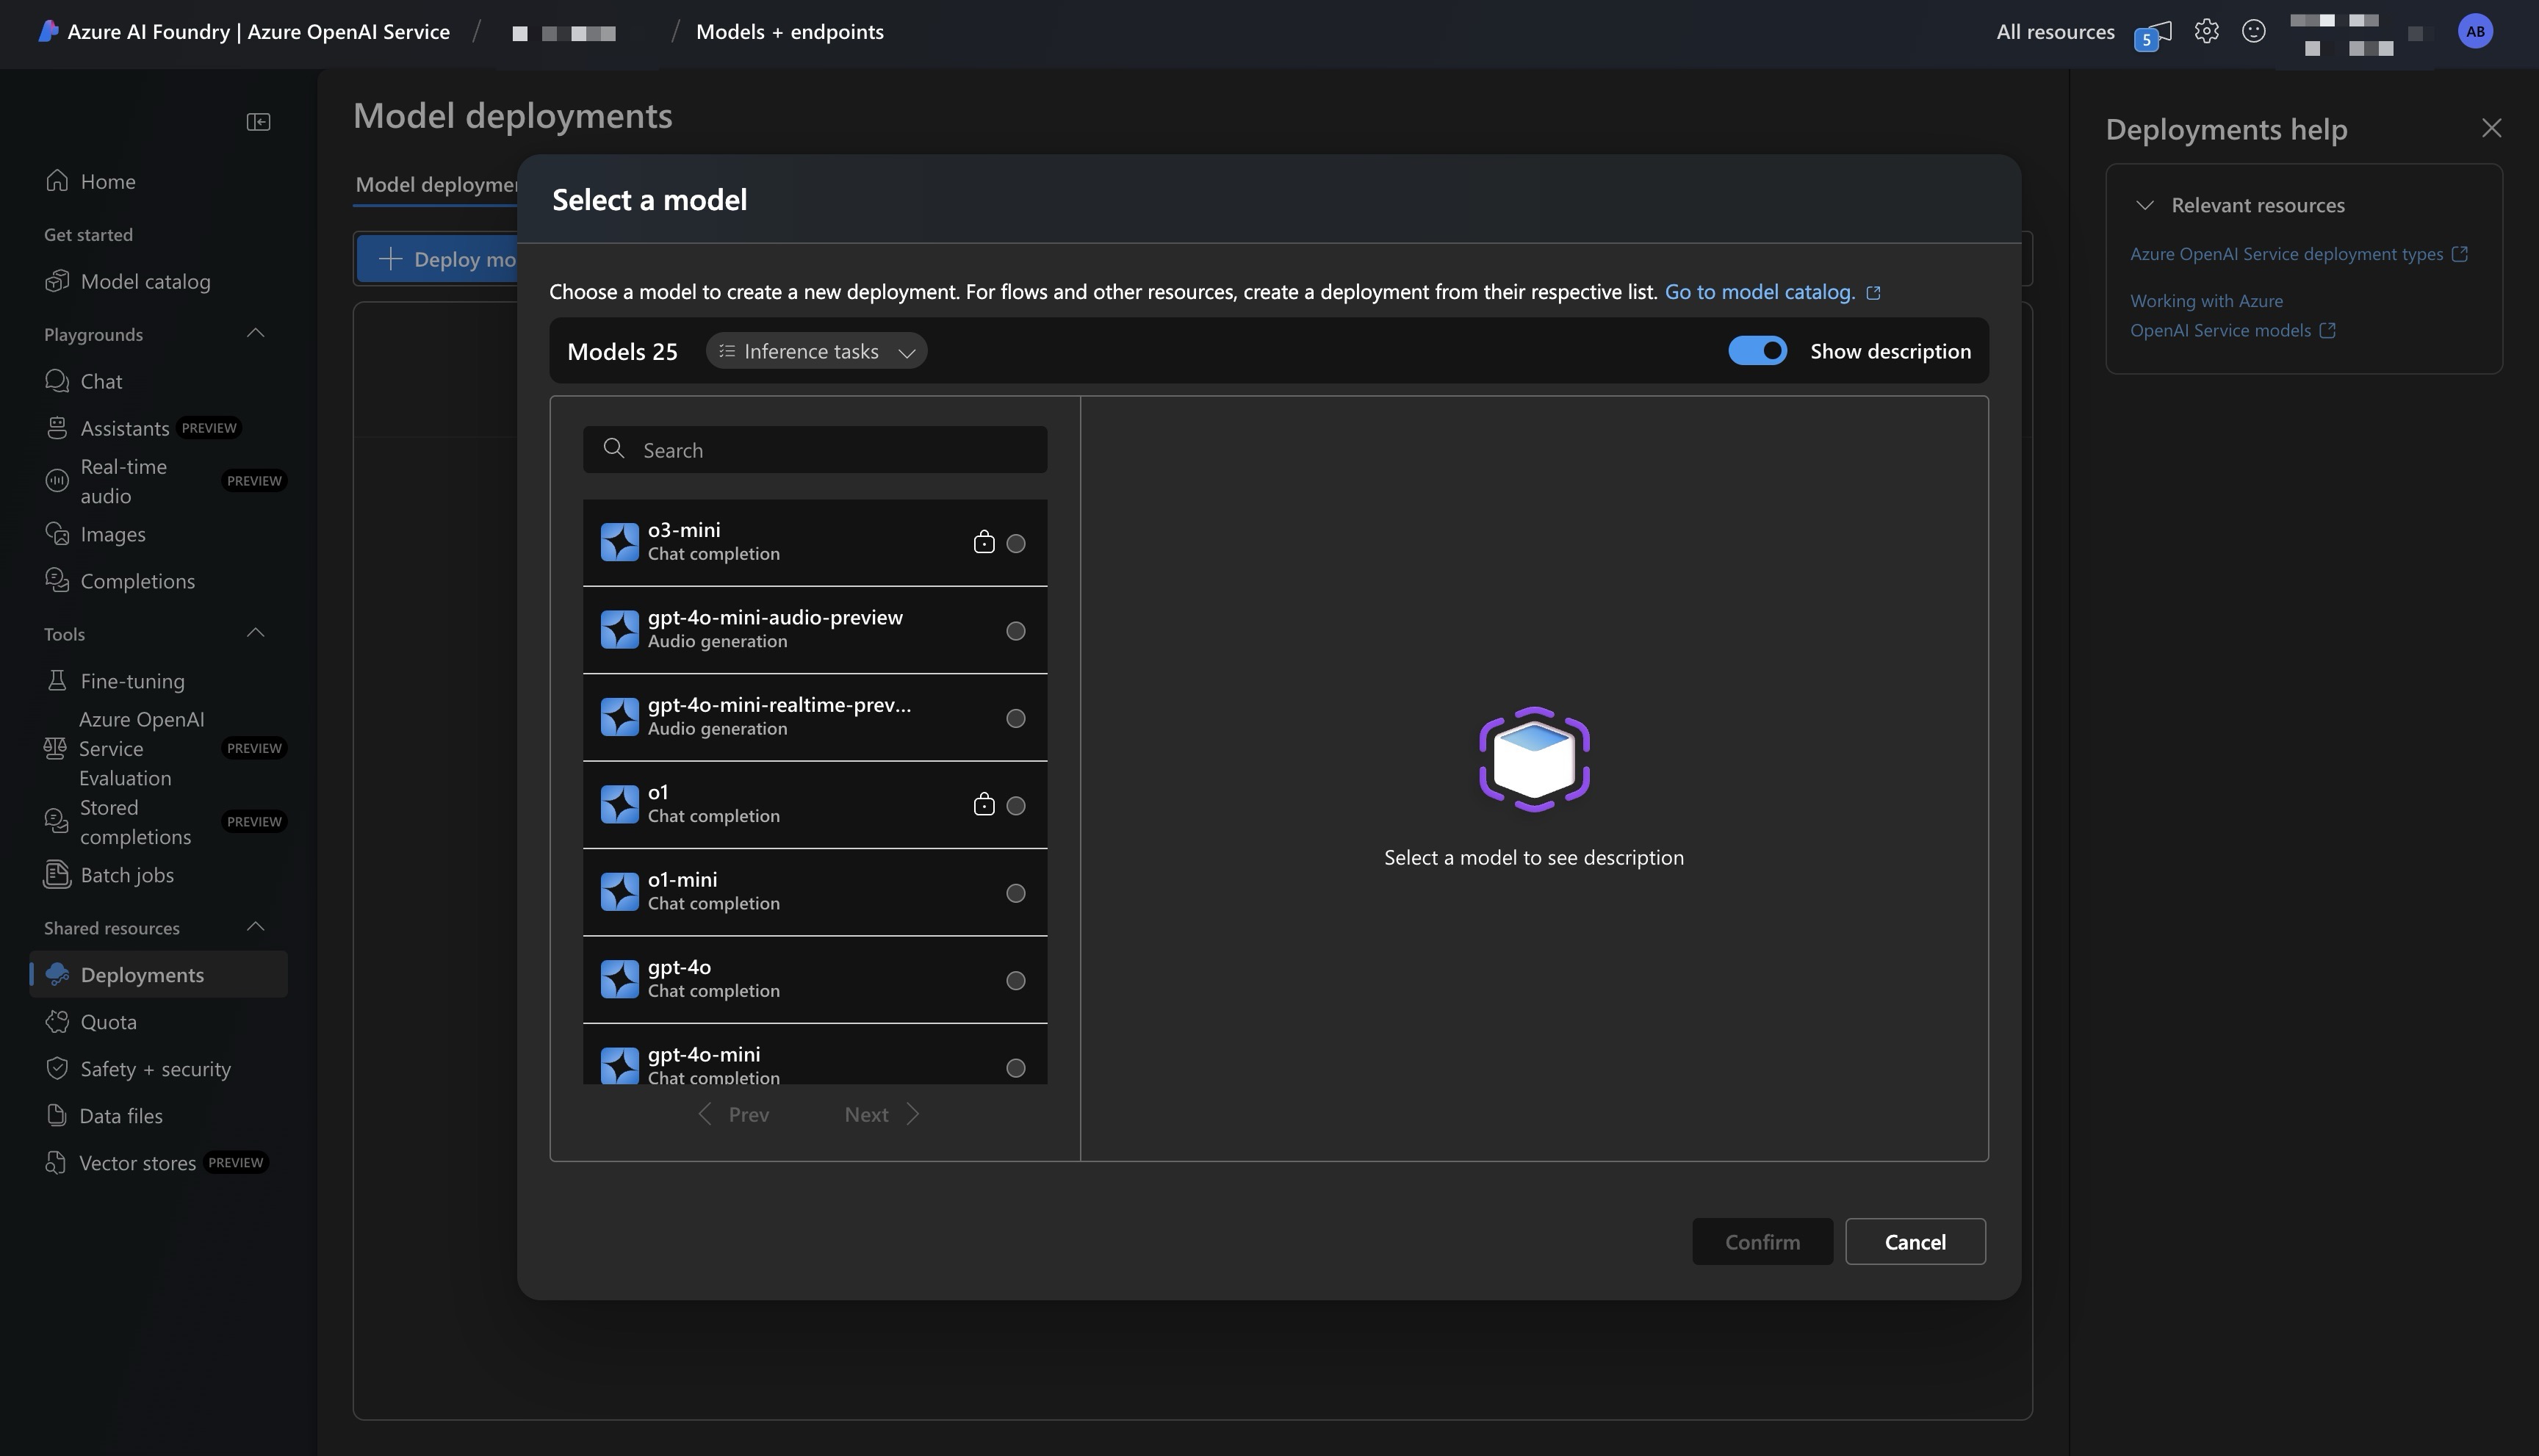 Azure AI Foundry | Azure OpenAI Service / / Models + endpoints
All resources
5
AB
Home
Get started
Model catalog
Playgrounds
Chat
Assistants PREVIEW
Real-time
audio
PREVIEW
Images
Completions
Tools
Fine-tuning
Azure OpenAI
Service
Evaluation
PREVIEW
Stored
completions
PREVIEW
Batch jobs
Shared resources
Deployments
Quota
Safety + security
Data files
Vector stores PREVIEW
Model deployments
Model deploymen
Deploy mo
Select a model
Choose a model to create a new deployment. For flows and other resources, create a deployment from their respective list. Go to model catalog.
Models 25
Inference tasks
Show description
Search
o3-mini
Chat completion
gpt-4o-mini-audio-preview
Audio generation
gpt-4o-mini-realtime-prev...
Audio generation
o1
Chat completion
o1-mini
Chat completion
gpt-4o
Chat completion
gpt-4o-mini
Chat completion
Prev
Next
Select a model to see description
Confirm
Cancel
Deployments help
Relevant resources
Azure OpenAI Service deployment types
Working with Azure
OpenAI Service models